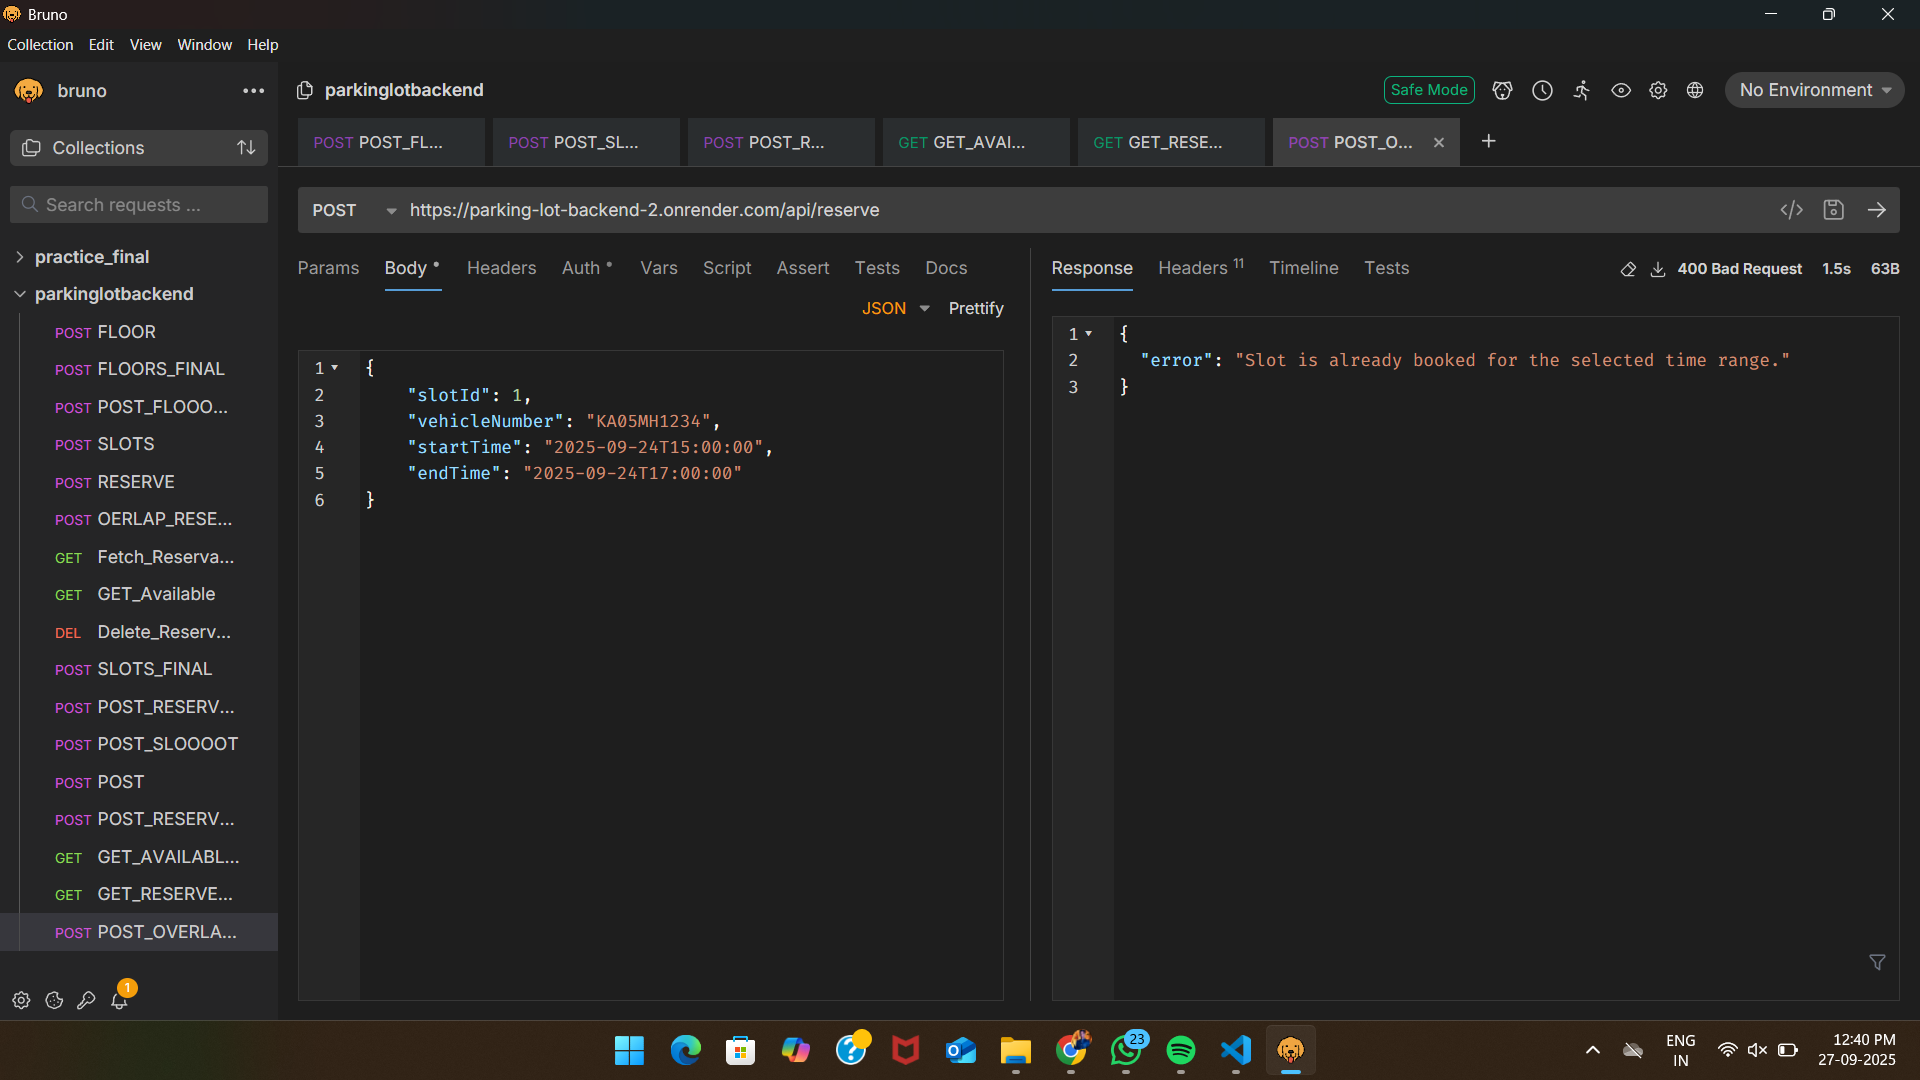 Bruno
Collection Edit View Window Help
bruno
Collections
Search requests ...
practice_final
parkinglotbackend
POST FLOOR
POST FLOORS_FINAL
POST POST_FLOOO...
POST SLOTS
POST RESERVE
POST OERLAP_RESE...
GET Fetch_Reserva...
GET GET_Available
DEL Delete_Reserv...
POST SLOTS_FINAL
POST POST_RESERV...
POST POST_SLOOOOT
POST POST
POST POST_RESERV...
GET GET_AVAILABL...
GET GET_RESERVE...
POST POST_OVERLA...
1
parkinglotbackend
Safe Mode
No Environment
POST POST_FL...
POST POST_SL...
POST POST_R...
GET GET_AVAI...
GET GET_RESE...
POST POST_O...
POST https://parking-lot-backend-2.onrender.com/api/reserve
Params Body Headers Auth Vars Script Assert Tests Docs
JSON Prettify
1 {
2 "slotId": 1,
3 "vehicleNumber": "KA05MH1234",
4 "startTime": "2025-09-24T15:00:00",
5 "endTime": "2025-09-24T17:00:00"
6 }
Response Headers 11 Timeline Tests
400 Bad Request 1.5s 63B
1 {
2 "error": "Slot is already booked for the selected time range."
3 }
23
ENG
IN
12:40 PM
27-09-2025